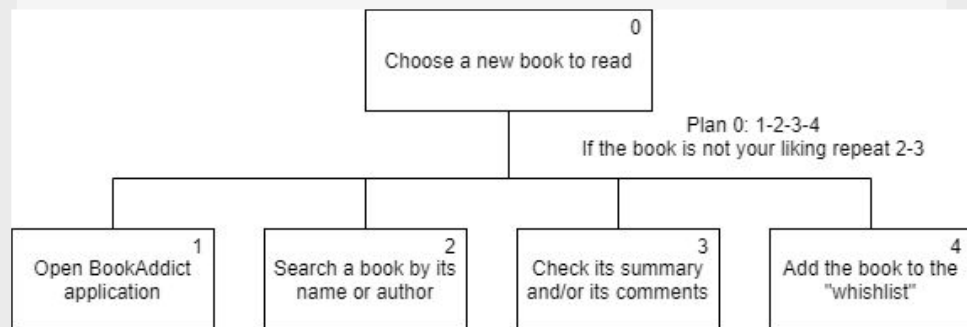 0
Choose a new book to read
Plan 0: 1-2-3-4
If the book is not your liking repeat 2-3
1
Open BookAddict
application
2
Search a book by its
name or author
3
Check its summary
and/or its comments
4
Add the book to the
"whishlist"